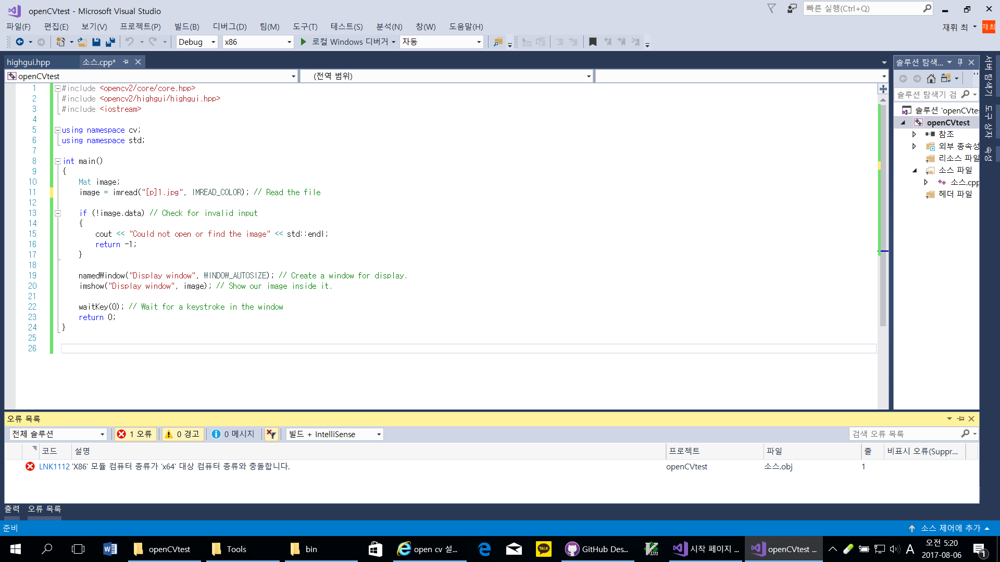 openCVtest - Microsoft Visual Studio
빠른 실행(Ctrl+Q)
파일(F) 편집(E) 보기(V) 프로젝트(P) 빌드(B) 디버그(D) 팀(M) 도구(T) 테스트(S) 분석(N) 창(W) 도움말(H)
재휘 최 재최
Debug x86 로컬 Windows 디버거 자동
highgui.hpp 소스.cpp*
openCVtest (전역 범위)
1 #include <opencv2/core/core.hpp>
2 #include <opencv2/highgui/highgui.hpp>
3 #include <iostream>
4
5 using namespace cv;
6 using namespace std;
7
8 int main()
9 {
10 Mat image;
11 image = imread("[p]1.jpg", IMREAD_COLOR); // Read the file
12
13 if (!image.data) // Check for invalid input
14 {
15 cout << "Could not open or find the image" << std::endl;
16 return -1;
17 }
18
19 namedWindow("Display window", WINDOW_AUTOSIZE); // Create a window for display.
20 imshow("Display window", image); // Show our image inside it.
21
22 waitKey(0); // Wait for a keystroke in the window
23 return 0;
24 }
25
26
솔루션 탐색...
솔루션 탐색기 검
솔루션 'openCVtes
openCVtest
참조
외부 종속성
리소스 파일
소스 파일
소스.cpp
헤더 파일
서버 탐색기
도구 상자
속성
오류 목록
전체 솔루션 1 오류 0 경고 0 메시지 빌드 + IntelliSense 검색 오류 목록
코드 설명 프로젝트 파일 줄 비표시 오류(Suppr...
LNK1112 'X86' 모듈 컴퓨터 종류가 'x64' 대상 컴퓨터 종류와 충돌합니다. openCVtest 소스.obj 1
출력 오류 목록
준비 소스 제어에 추가
openCVtest Tools bin open cv 설... TALK GitHub Des... 시작 페이지 ... openCVtest ... A 오전 5:20
2017-08-06 1